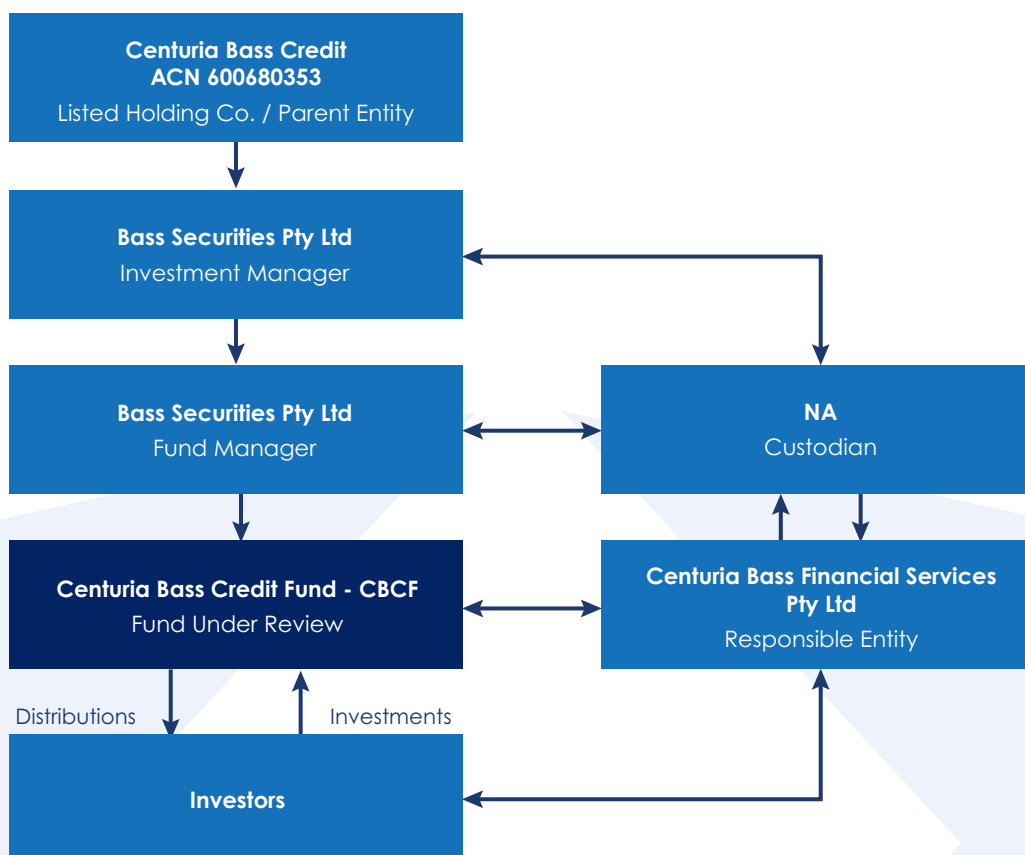 Centuria Bass Credit
ACN 600680353
Listed Holding Co. / Parent Entity
Bass Securities Pty Ltd
Investment Manager
Bass Securities Pty Ltd
Fund Manager
NA
Custodian
Centuria Bass Credit Fund - CBCF
Fund Under Review
Centuria Bass Financial Services
Pty Ltd
Responsible Entity
Distributions
Investments
Investors